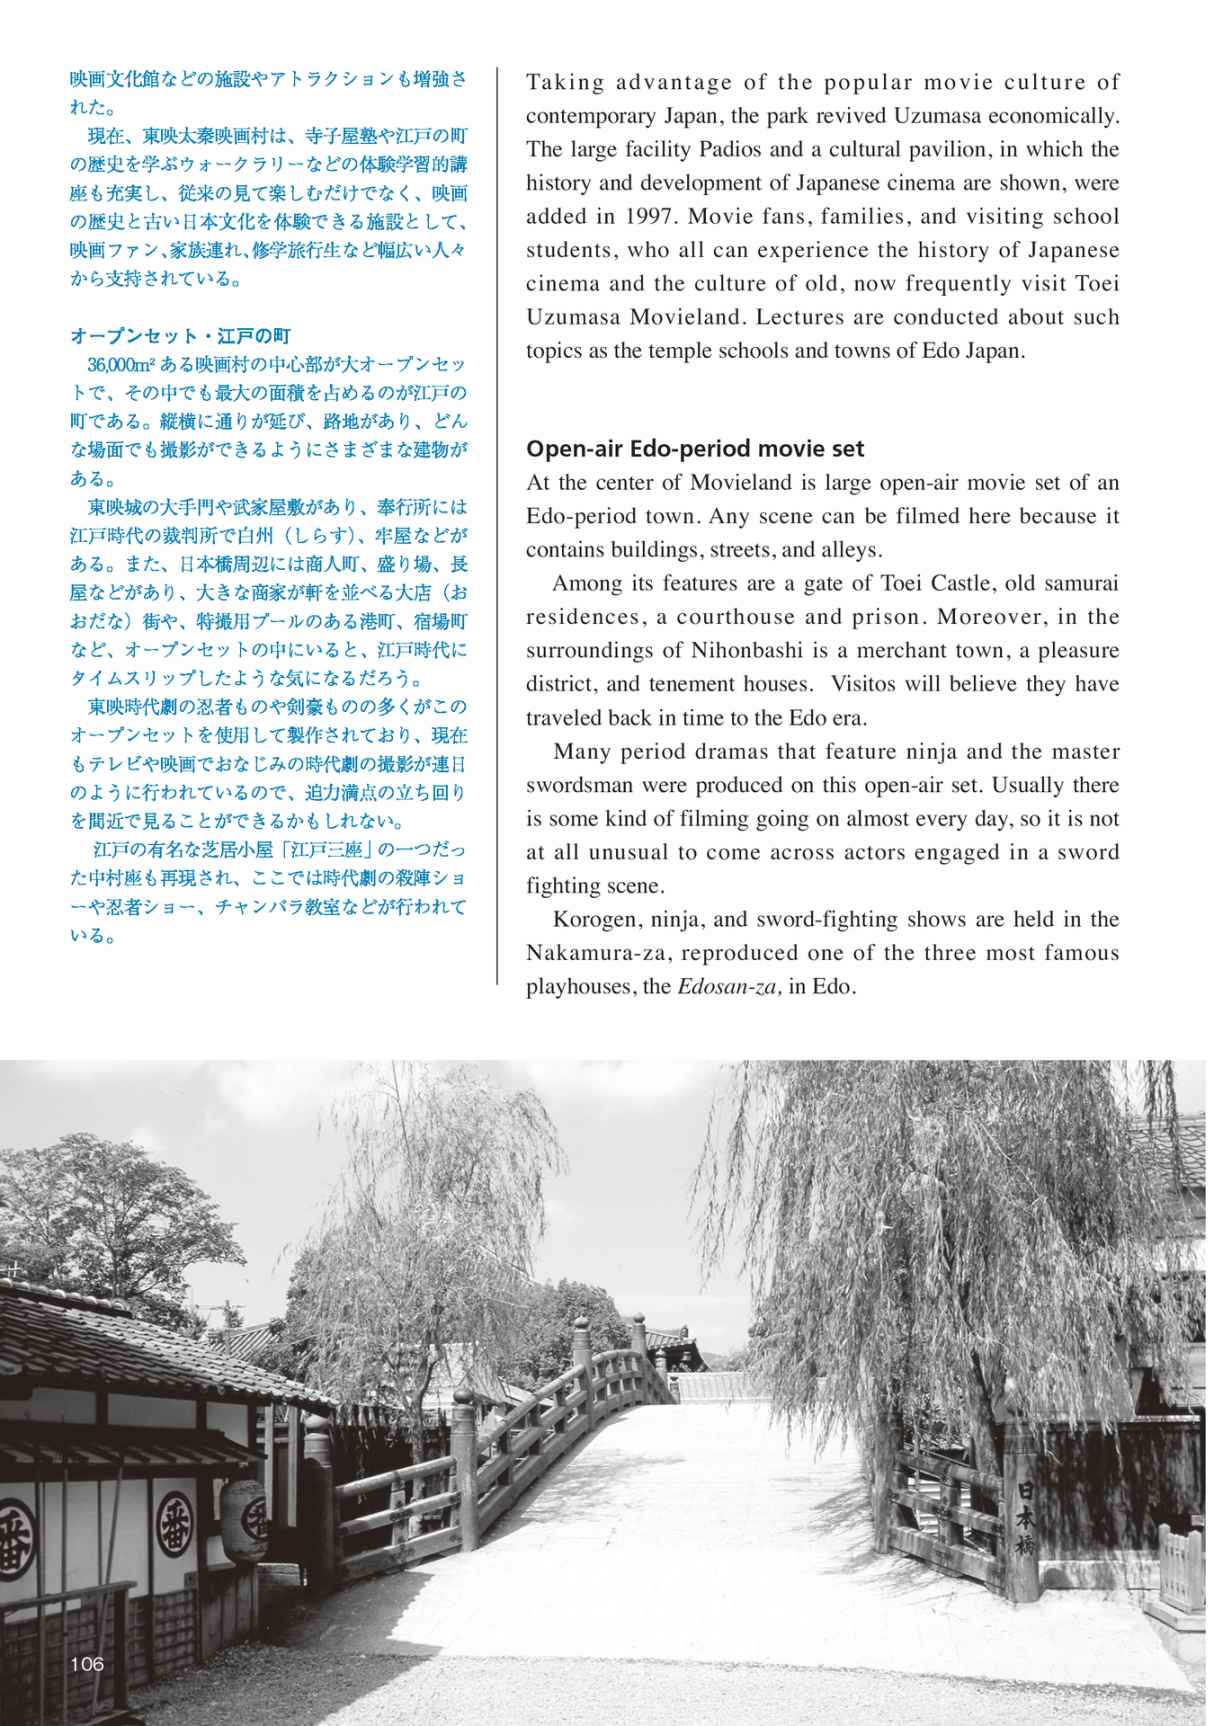 映画文化館などの施設やアトラクションも増強さ
れた。
　現在、東映太秦映画村は、寺子屋塾や江戸の町
の歴史を学ぶウォークラリーなどの体験学習的講
座も充実し、従来の見て楽しむだけでなく、映画
の歴史と古い日本文化を体験できる施設として、
映画ファン、家族連れ、修学旅行生など幅広い人々
から支持されている。
オープンセット・江戸の町
　36,000m² ある映画村の中心部が大オープンセッ
トで、その中でも最大の面積を占めるのが江戸の
町である。縦横に通りが延び、路地があり、どん
な場面でも撮影ができるようにさまざまな建物が
ある。
　東映城の大手門や武家屋敷があり、奉行所には
江戸時代の裁判所で白州（しらす）、牢屋などが
ある。また、日本橋周辺には商人町、盛り場、長
屋などがあり、大きな商家が軒を並べる大店（お
おだな）街や、特撮用プールのある港町、宿場町
など、オープンセットの中にいると、江戸時代に
タイムスリップしたような気になるだろう。
　東映時代劇の忍者ものや剣豪ものの多くがこの
オープンセットを使用して製作されており、現在
もテレビや映画でおなじみの時代劇の撮影が連日
のように行われているので、迫力満点の立ち回り
を間近で見ることができるかもしれない。
　江戸の有名な芝居小屋「江戸三座」の一つだっ
た中村座も再現され、ここでは時代劇の殺陣ショ
ーや忍者ショー、チャンバラ教室などが行われて
いる。
Taking advantage of the popular movie culture of
contemporary Japan, the park revived Uzumasa economically.
The large facility Padios and a cultural pavilion, in which the
history and development of Japanese cinema are shown, were
added in 1997. Movie fans, families, and visiting school
students, who all can experience the history of Japanese
cinema and the culture of old, now frequently visit Toei
Uzumasa Movieland. Lectures are conducted about such
topics as the temple schools and towns of Edo Japan.
Open-air Edo-period movie set
At the center of Movieland is large open-air movie set of an
Edo-period town. Any scene can be filmed here because it
contains buildings, streets, and alleys.
Among its features are a gate of Toei Castle, old samurai
residences, a courthouse and prison. Moreover, in the
surroundings of Nihonbashi is a merchant town, a pleasure
district, and tenement houses. Visitos will believe they have
traveled back in time to the Edo era.
Many period dramas that feature ninja and the master
swordsman were produced on this open-air set. Usually there
is some kind of filming going on almost every day, so it is not
at all unusual to come across actors engaged in a sword
fighting scene.
Korogen, ninja, and sword-fighting shows are held in the
Nakamura-za, reproduced one of the three most famous
playhouses, the Edosan-za, in Edo.
番
番
番
日本橋
106